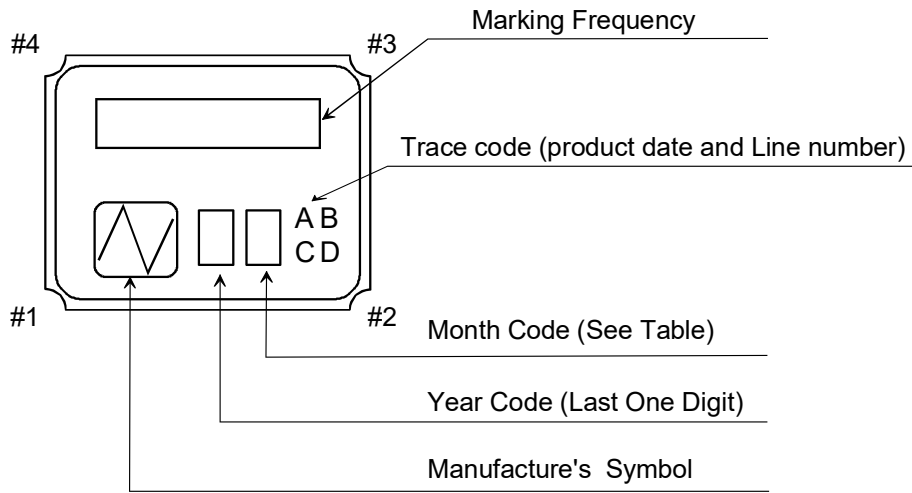 Marking Frequency
#4
#3
Trace code (product date and Line number)
A B
C D
#1
#2
Month Code (See Table)
Year Code (Last One Digit)
Manufacture's Symbol